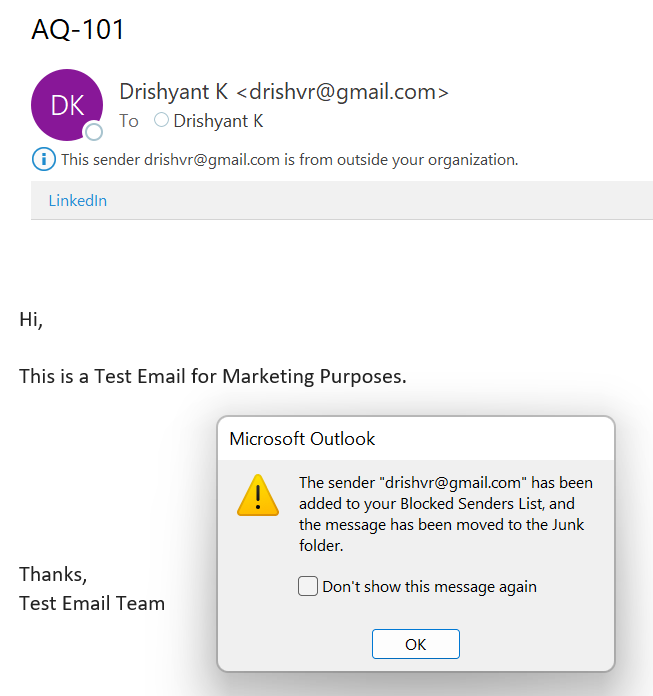 AQ-101
DK
Drishyant K <drishvr@gmail.com>
To Drishyant K
This sender drishvr@gmail.com is from outside your organization.
LinkedIn
Hi,
This is a Test Email for Marketing Purposes.
Microsoft Outlook
The sender "drishvr@gmail.com" has been
added to your Blocked Senders List, and
the message has been moved to the Junk
folder.
Don't show this message again
OK
Thanks,
Test Email Team